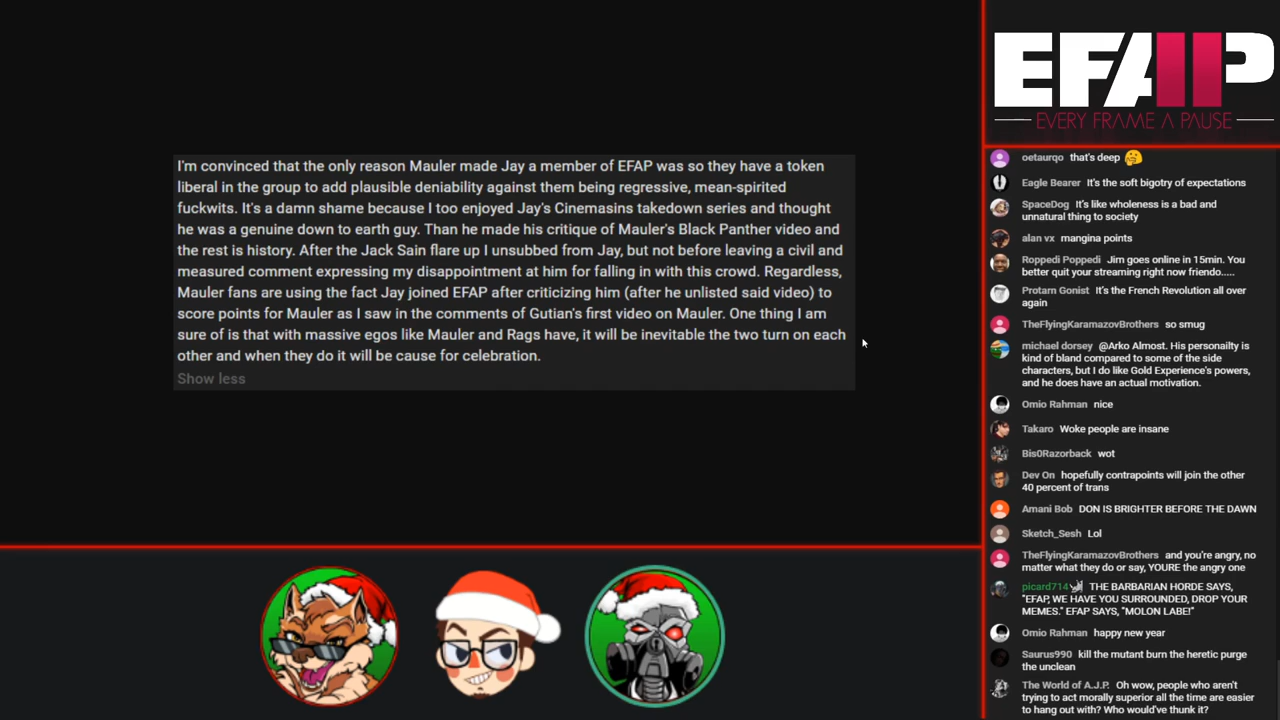 I'm convinced that the only reason Mauler made Jay a member of EFAP was so they have a token
liberal in the group to add plausible deniability against them being regressive, mean-spirited
fuckwits. It's a damn shame because I too enjoyed Jay's Cinemasins takedown series and thought
he was a genuine down to earth guy. Than he made his critique of Mauler's Black Panther video and
the rest is history. After the Jack Sain flare up I unsubbed from Jay, but not before leaving a civil and
measured comment expressing my disappointment at him for falling in with this crowd. Regardless,
Mauler fans are using the fact Jay joined EFAP after criticizing him (after he unlisted said video) to
score points for Mauler as I saw in the comments of Gutian's first video on Mauler. One thing I am
sure of is that with massive egos like Mauler and Rags have, it will be inevitable the two turn on each
other and when they do it will be cause for celebration.
Show less
EFAP
EVERY FRAME A PAUSE
oetaurqo that's deep 🤔
Eagle Bearer It's the soft bigotry of expectations
SpaceDog It's like wholeness is a bad and
unnatural thing to society
alan vx mangina points
Roppedi Poppedi Jim goes online in 15min. You
better quit your streaming right now friendo.....
Protarn Gonist It's the French Revolution all over
again
TheFlyingKaramazovBrothers so smug
michael dorsey @Arko Almost. His personailty is
kind of bland compared to some of the side
characters, but I do like Gold Experience's powers,
and he does have an actual motivation.
Omio Rahman nice
Takaro Woke people are insane
Bis0Razorback wot
Dev On hopefully contrapoints will join the other
40 percent of trans
Amani Bob DON IS BRIGHTER BEFORE THE DAWN
Sketch_Sesh Lol
TheFlyingKaramazovBrothers and you're angry, no
matter what they do or say, YOURE the angry one
picard714 THE BARBARIAN HORDE SAYS,
"EFAP, WE HAVE YOU SURROUNDED, DROP YOUR
MEMES." EFAP SAYS, "MOLON LABE!"
Omio Rahman happy new year
Saurus990 kill the mutant burn the heretic purge
the unclean
The World of A.J.P. Oh wow, people who aren't
trying to act morally superior all the time are easier
to hang out with? Who would've thunk it?